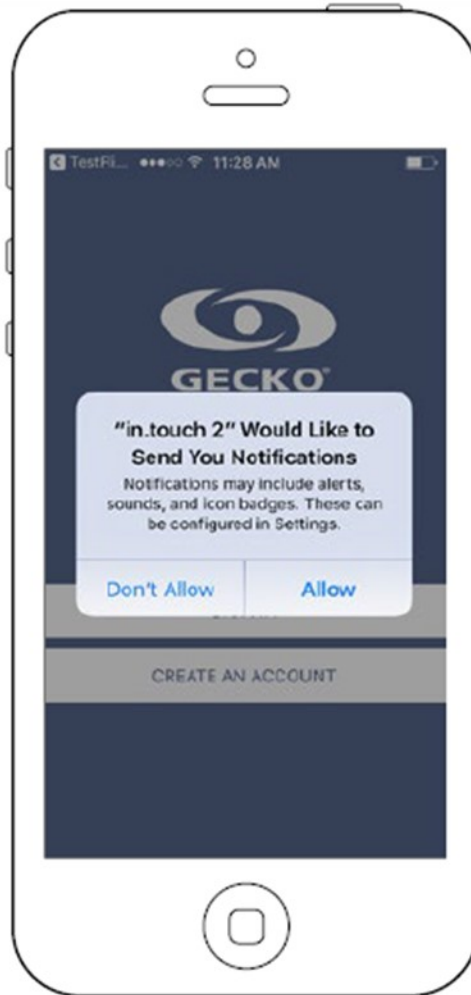 TestFli... 11:28 AM
GECKO®
"in.touch 2" Would Like to
Send You Notifications
Notifications may include alerts,
sounds, and icon badges. These can
be configured in Settings.
Don't Allow Allow
CREATE AN ACCOUNT